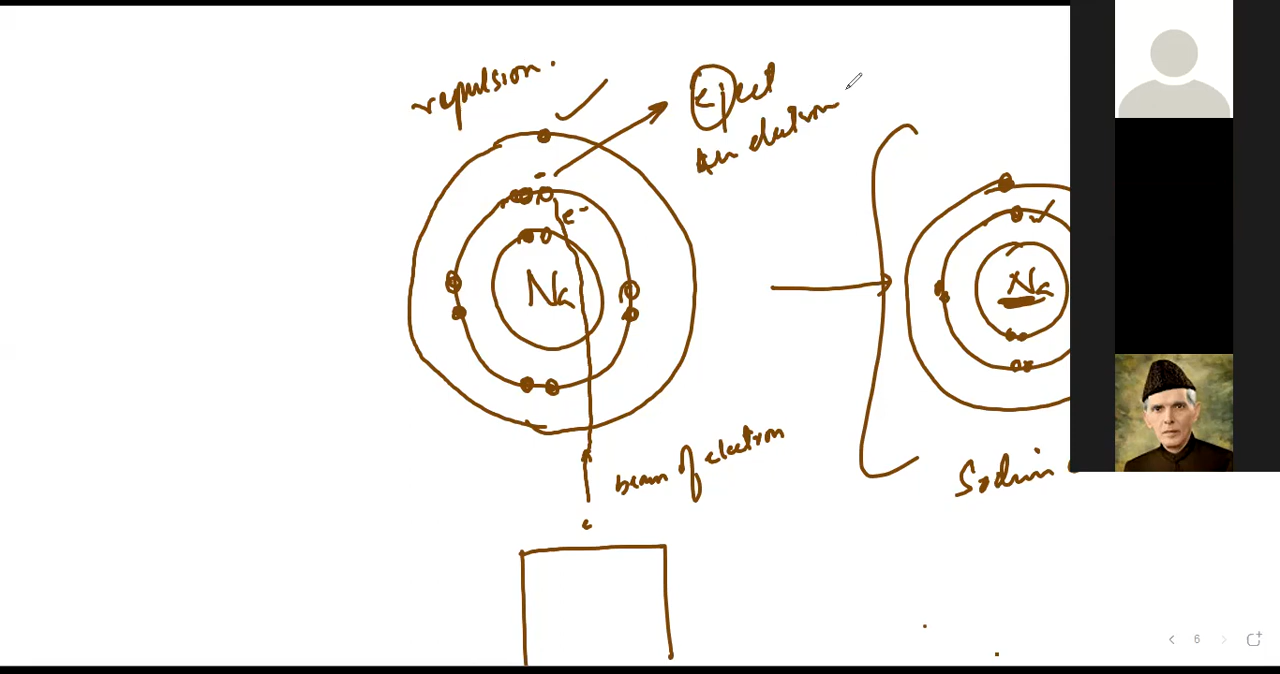 repulsion.
Eject
An electron
e-
Na
Na
beam of electron
Sodium
6